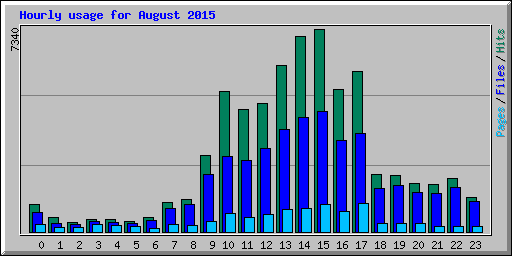 Hourly usage for August 2015
7340
Pages/Files/Hits
0 1 2 3 4 5 6 7 8 9 10 11 12 13 14 15 16 17 18 19 20 21 22 23